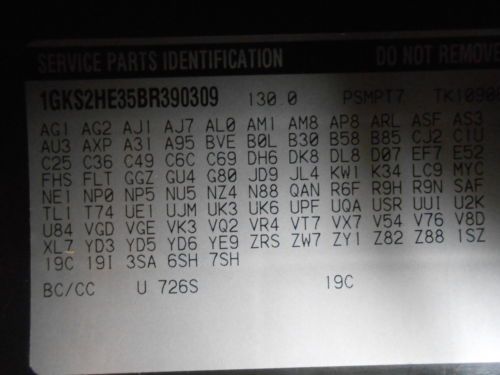 SERVICE PARTS IDENTIFICATION DO NOT REMOVE
1GKS2HE35BR390309 130.0 PSMPT7 TK1090
AG1 AG2 AJ1 AJ7 AL0 AM1 AM8 AP8 ARL ASF AS3
AU3 AXP A31 A95 BVE B0L B30 B58 B85 CJ2 C1U
C25 C36 C49 C6C C69 DH6 DK8 DL8 D07 EF7 E52
FHS FLT GGZ GU4 G80 JD9 JL4 KW1 K34 LC9 MYC
NE1 NP0 NP5 NU5 NZ4 N88 QAN R6F R9H R9N SAF
TL1 T74 UE1 UJM UK3 UK6 UPF UQA USR UUI U2K
U84 VGD VGE VK3 VQ2 VR4 VT7 VX7 V54 V76 V8D
XL7 YD3 YD5 YD6 YE9 ZRS ZW7 ZY1 Z82 Z88 1SZ
19C 19I 3SA 6SH 7SH
BC/CC U 726S 19C